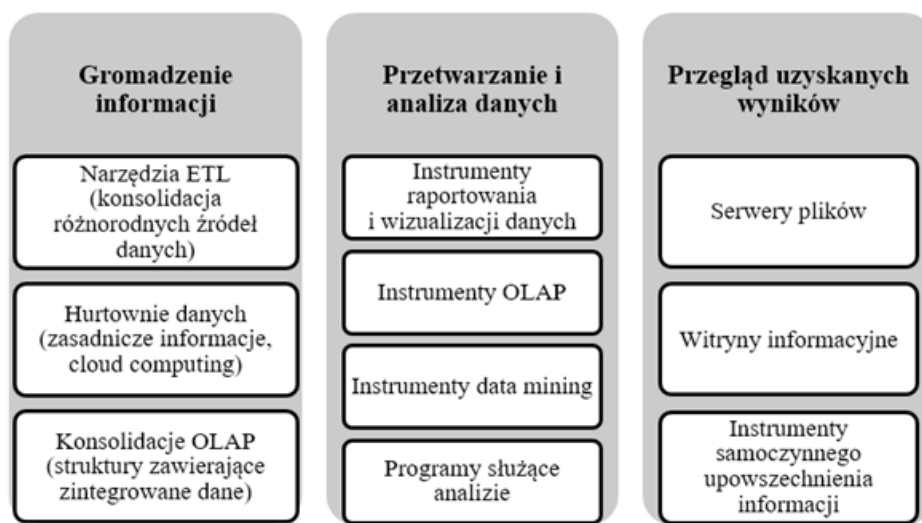 Gromadzenie
informacji
Narzędzia ETL
(konsolidacja
różnorodnych źródeł
danych)
Hurtownie danych
(zasadnicze informacje,
cloud computing)
Konsolidacje OLAP
(struktury zawierające
zintegrowane dane)
Przetwarzanie i
analiza danych
Instrumenty
raportowania
i wizualizacji danych
Instrumenty OLAP
Instrumenty data mining
Programy służące
analizie
Przegląd uzyskanych
wyników
Serwery plików
Witryny informacyjne
Instrumenty
samoczynnego
upowszechnienia
informacji